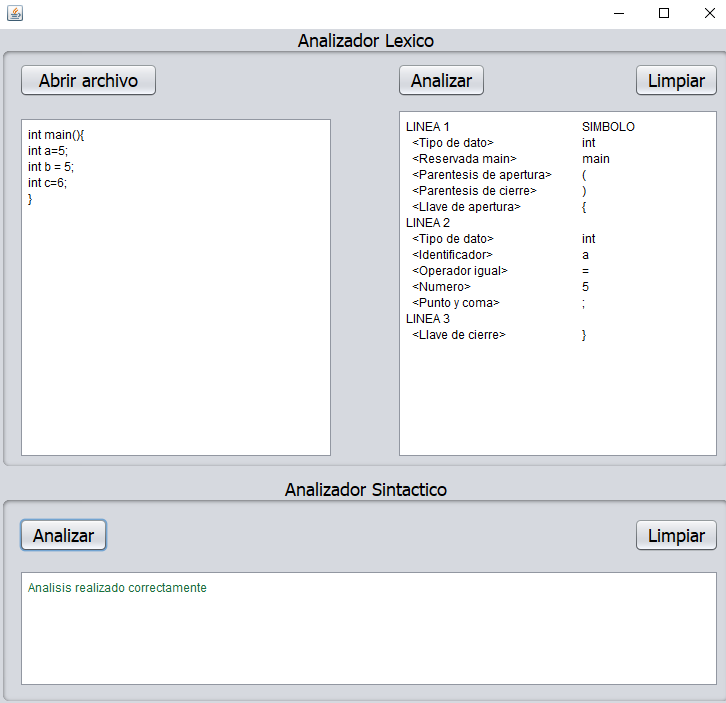 Analizador Lexico
Abrir archivo
Analizar
Limpiar
int main(){
int a=5;
int b = 5;
int c=6;
}
LINEA 1 SIMBOLO
<Tipo de dato> int
<Reservada main> main
<Parentesis de apertura> (
<Parentesis de cierre> )
<Llave de apertura> {
LINEA 2
<Tipo de dato> int
<Identificador> a
<Operador igual> =
<Numero> 5
<Punto y coma> ;
LINEA 3
<Llave de cierre> }
Analizador Sintactico
Analizar
Limpiar
Analisis realizado correctamente